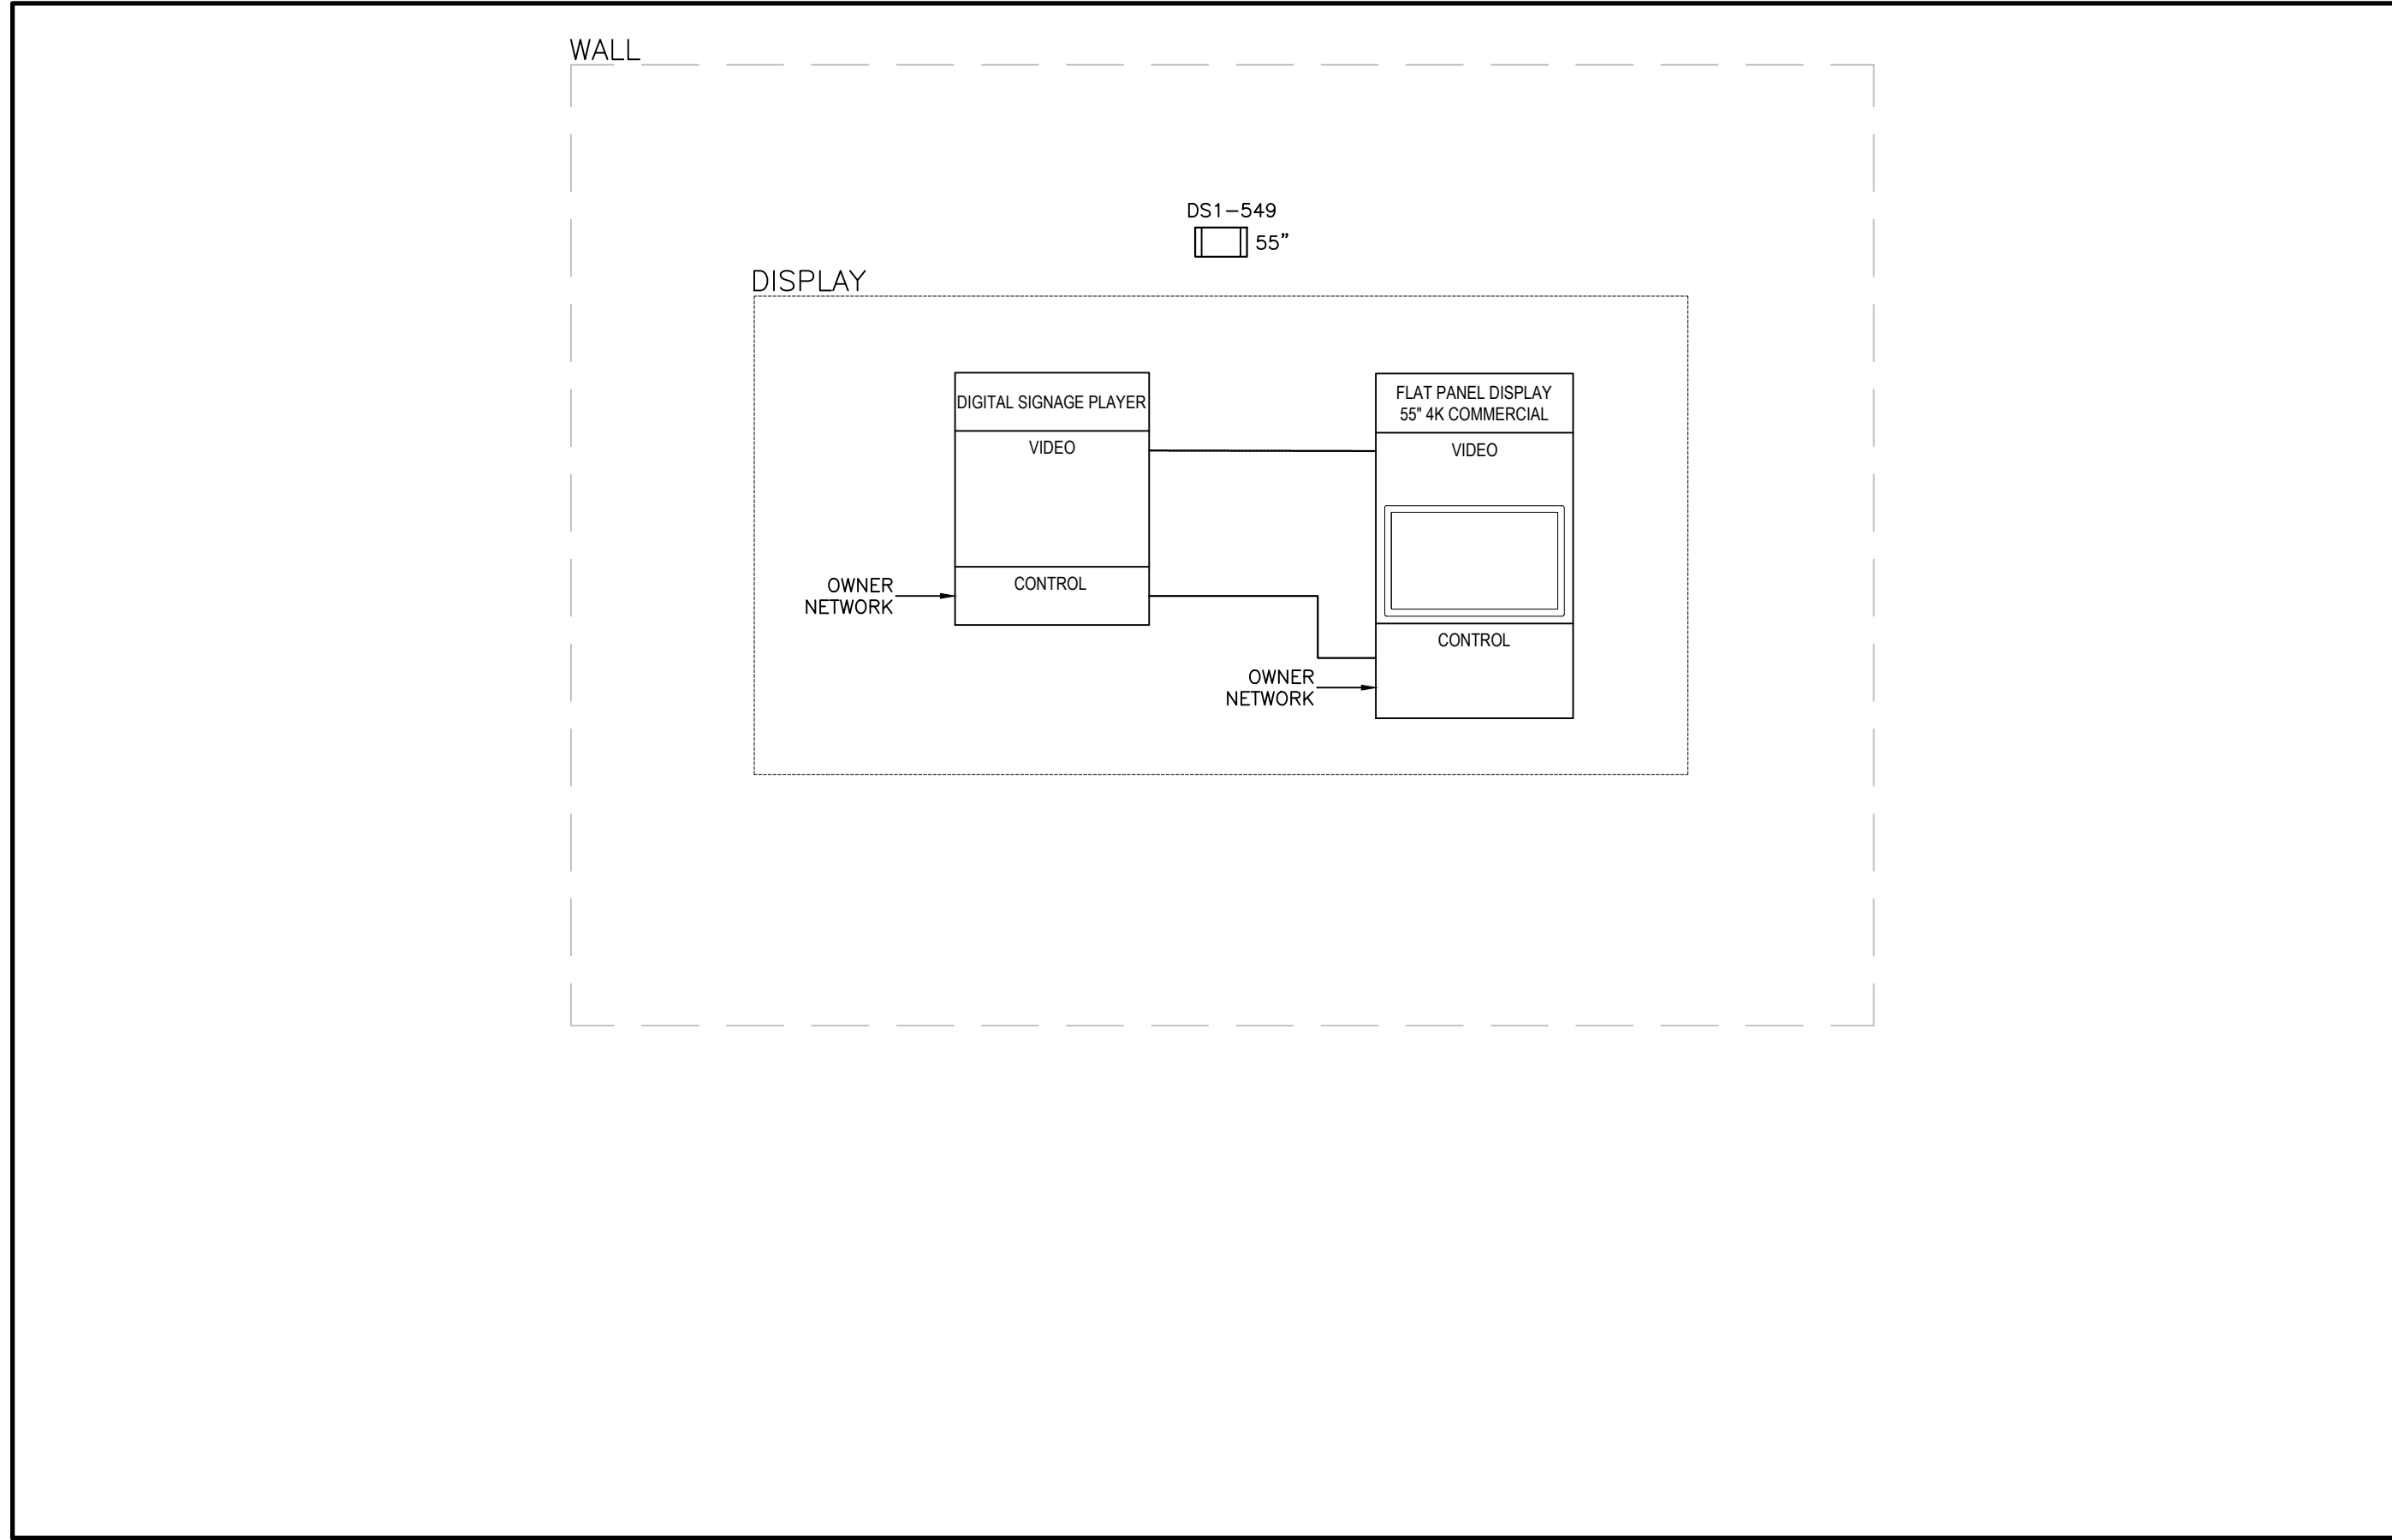 WALL
DS1-549
55"
DISPLAY
DIGITAL SIGNAGE PLAYER
VIDEO
CONTROL
OWNER
NETWORK
FLAT PANEL DISPLAY
55" 4K COMMERCIAL
VIDEO
CONTROL
OWNER
NETWORK